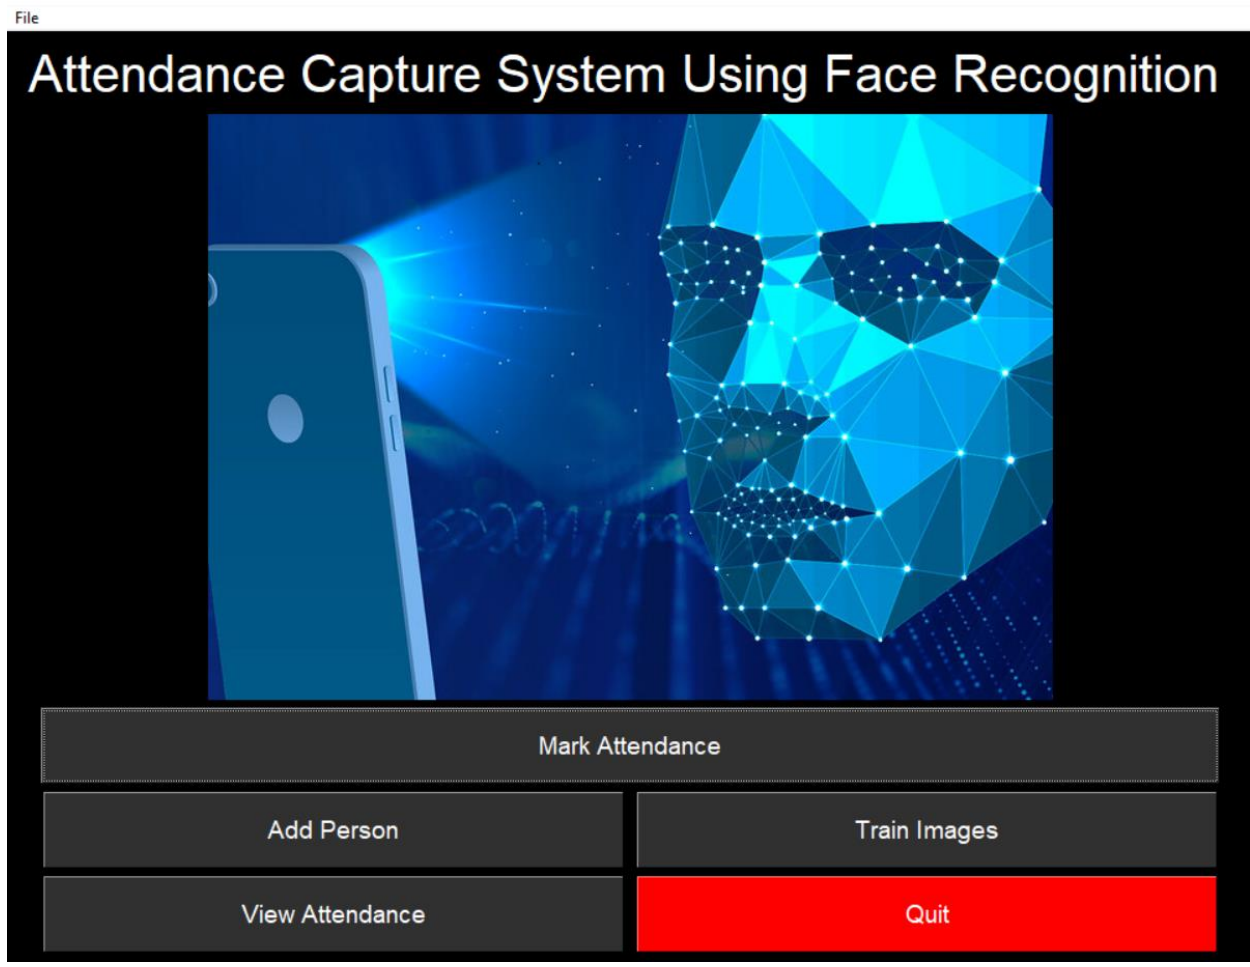 File
Attendance Capture System Using Face Recognition
Mark Attendance
Add Person
Train Images
View Attendance
Quit